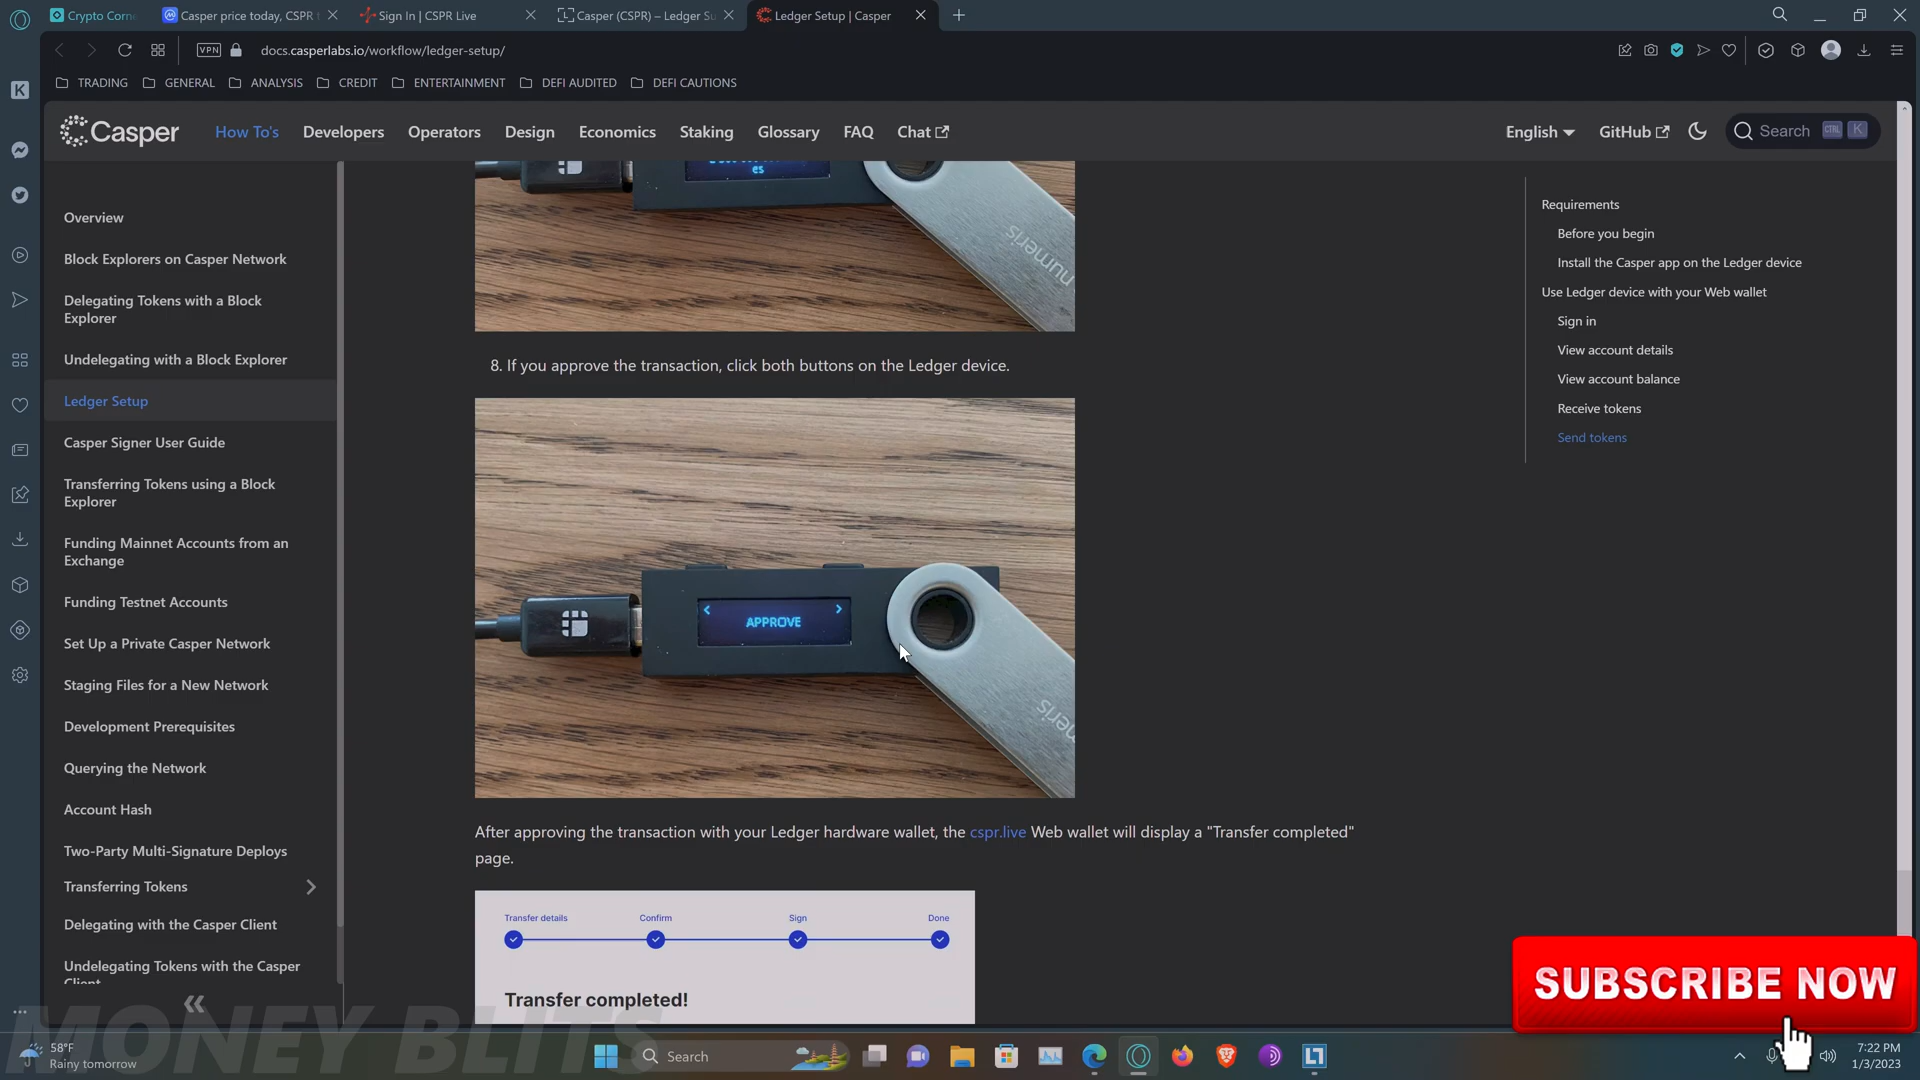 Crypto Corne
Casper price today, CSPR t
Sign In | CSPR Live
Casper (CSPR) – Ledger Su
Ledger Setup | Casper
VPN
docs.casperlabs.io/workflow/ledger-setup/
TRADING
GENERAL
ANALYSIS
CREDIT
ENTERTAINMENT
DEFI AUDITED
DEFI CAUTIONS
Casper
How To's
Developers
Operators
Design
Economics
Staking
Glossary
FAQ
Chat
English
GitHub
Search
CTRL K
Overview
Block Explorers on Casper Network
Delegating Tokens with a Block
Explorer
Undelegating with a Block Explorer
Ledger Setup
Casper Signer User Guide
Transferring Tokens using a Block
Explorer
Funding Mainnet Accounts from an
Exchange
Funding Testnet Accounts
Set Up a Private Casper Network
Staging Files for a New Network
Development Prerequisites
Querying the Network
Account Hash
Two-Party Multi-Signature Deploys
Transferring Tokens
Delegating with the Casper Client
Undelegating Tokens with the Casper
Client
es
numeris
8. If you approve the transaction, click both buttons on the Ledger device.
APPROVE
meris
After approving the transaction with your Ledger hardware wallet, the cspr.live Web wallet will display a "Transfer completed"
page.
Transfer details
Confirm
Sign
Done
Transfer completed!
Requirements
Before you begin
Install the Casper app on the Ledger device
Use Ledger device with your Web wallet
Sign in
View account details
View account balance
Receive tokens
Send tokens
SUBSCRIBE NOW
MONEY BLITS
58°F
Rainy tomorrow
Search
7:22 PM
1/3/2023